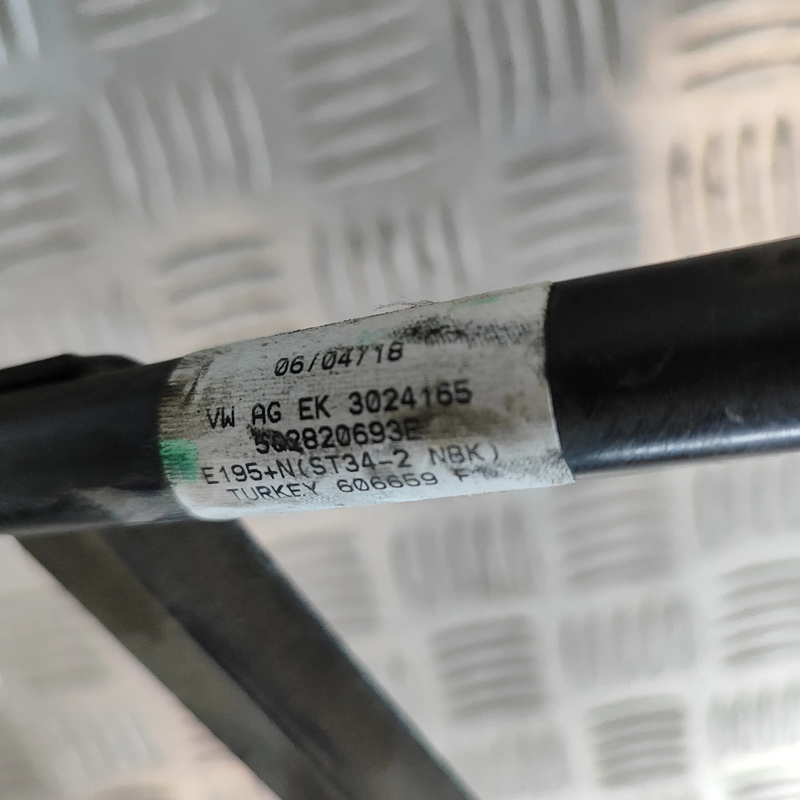 06/04/18
VW AG EK 3024165
5Q2820693E
E195+N(ST34-2 NBK)
TURKEY 606659